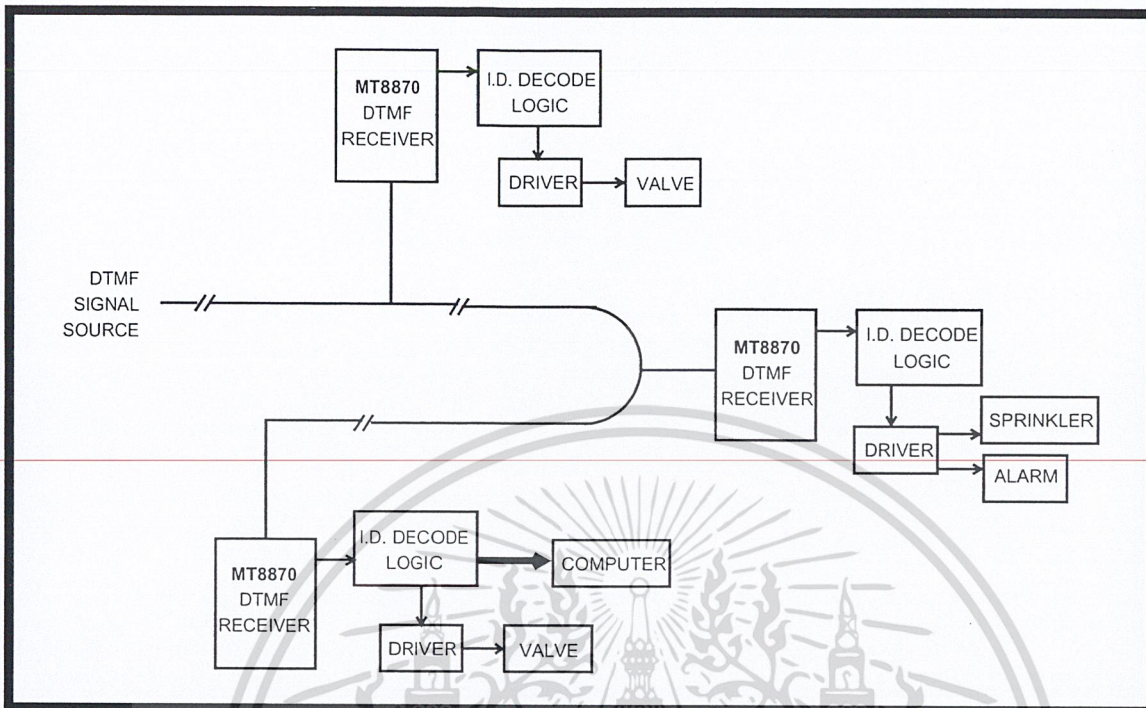 MT8870
DTMF
RECEIVER
I.D. DECODE
LOGIC
DRIVER
VALVE
DTMF
SIGNAL
SOURCE
MT8870
DTMF
RECEIVER
I.D. DECODE
LOGIC
DRIVER
SPRINKLER
ALARM
MT8870
DTMF
RECEIVER
I.D. DECODE
LOGIC
COMPUTER
DRIVER
VALVE